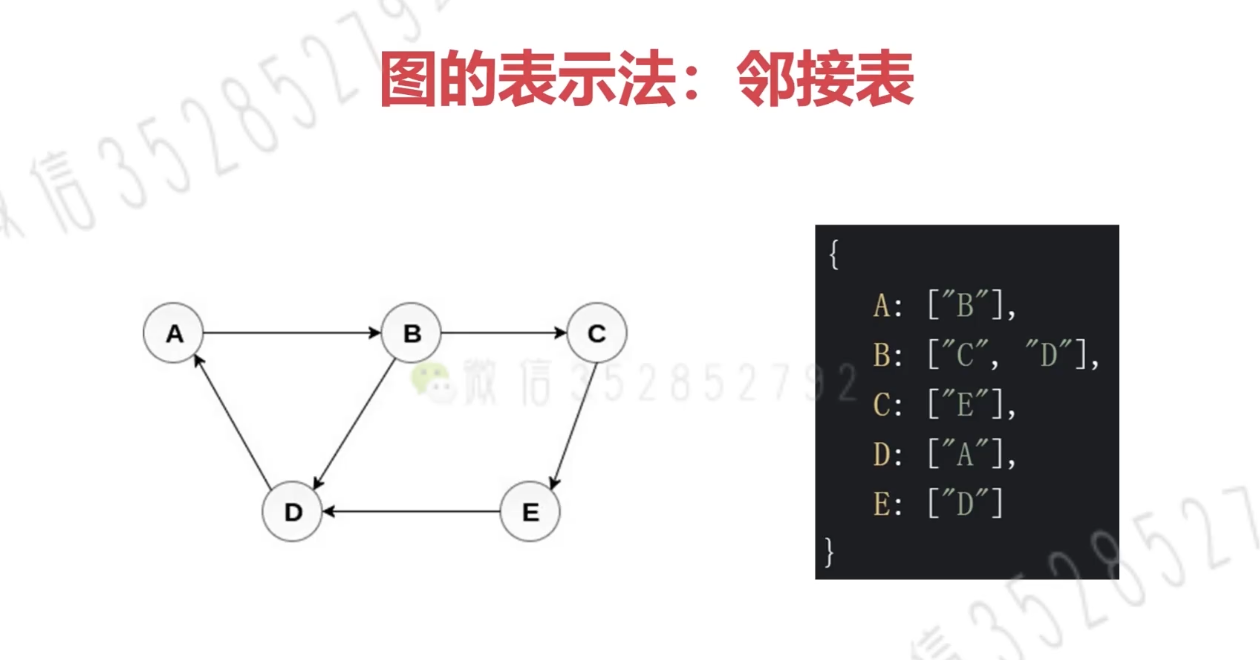 图的表示法：邻接表
微信352852792
A
B
C
D
E
微信352852792
{
A: ["B"],
B: ["C", "D"],
C: ["E"],
D: ["A"],
E: ["D"]
}
信3528527